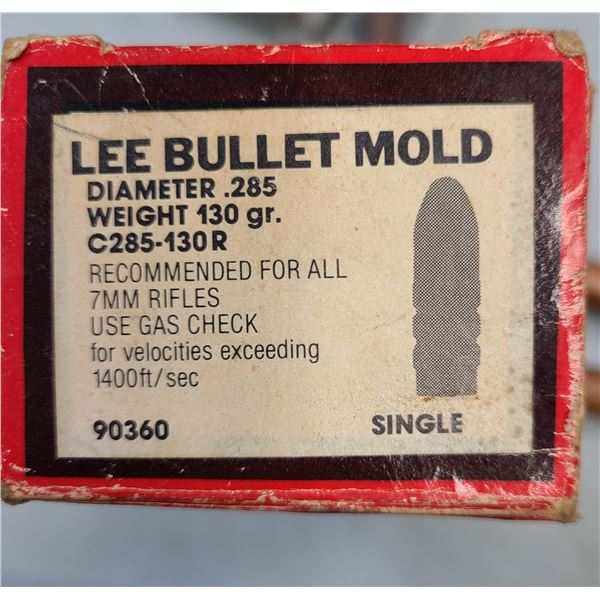 LEE BULLET MOLD
DIAMETER .285
WEIGHT 130 gr.
C285-130R
RECOMMENDED FOR ALL
7MM RIFLES
USE GAS CHECK
for velocities exceeding
1400ft/sec
90360
SINGLE